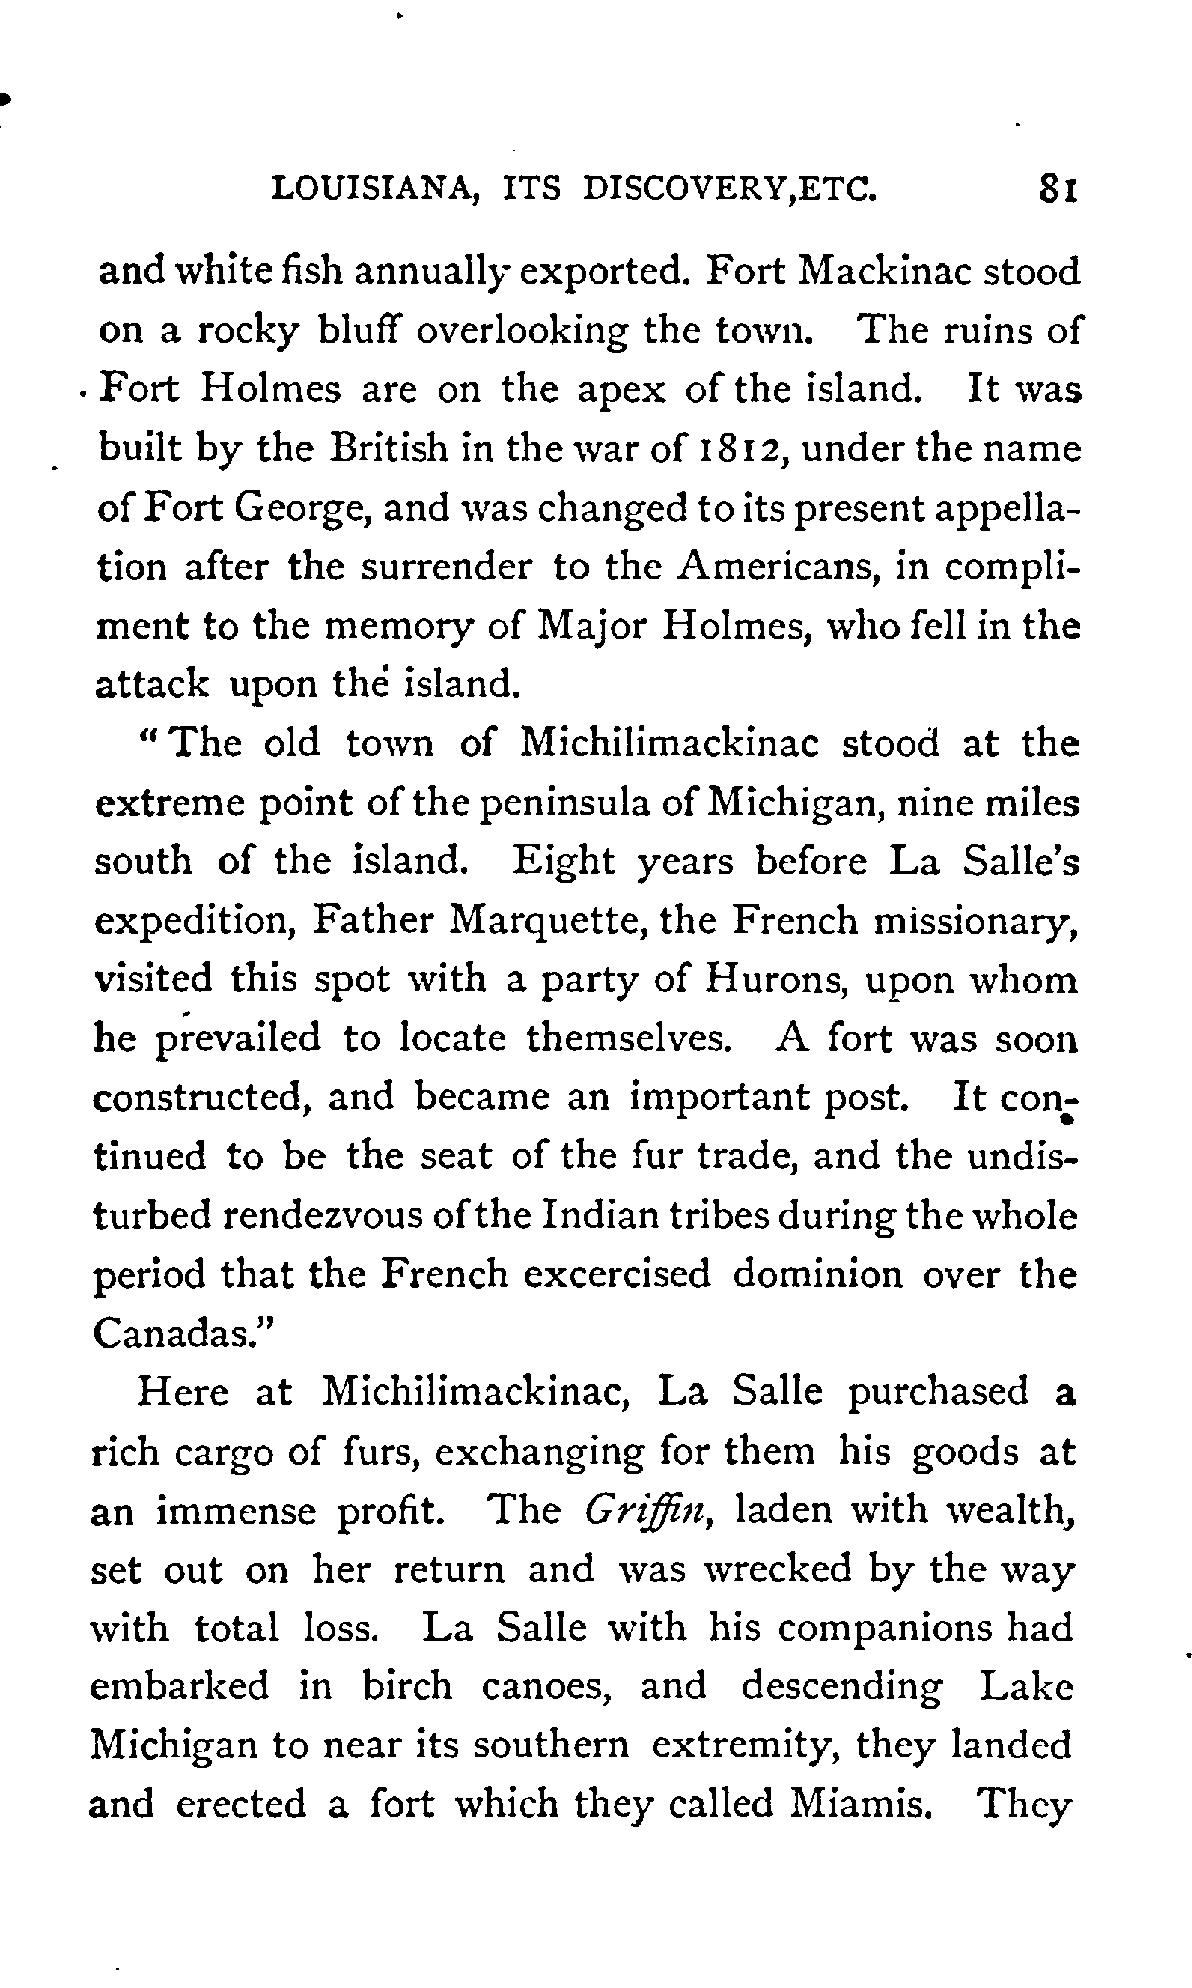 LOUISIANA, ITS DISCOVERY,ETC. 81
and white fish annually exported. Fort Mackinac stood
on a rocky bluff overlooking the town. The ruins of
Fort Holmes are on the apex of the island. It was
built by the British in the war of 1812, under the name
of Fort George, and was changed to its present appella-
tion after the surrender to the Americans, in compli-
ment to the memory of Major Holmes, who fell in the
attack upon the island.
"The old town of Michilimackinac stood at the
extreme point of the peninsula of Michigan, nine miles
south of the island. Eight years before La Salle's
expedition, Father Marquette, the French missionary,
visited this spot with a party of Hurons, upon whom
he prevailed to locate themselves. A fort was soon
constructed, and became an important post. It con-
tinued to be the seat of the fur trade, and the undis-
turbed rendezvous of the Indian tribes during the whole
period that the French excercised dominion over the
Canadas."
Here at Michilimackinac, La Salle purchased a
rich cargo of furs, exchanging for them his goods at
an immense profit. The Griffin, laden with wealth,
set out on her return and was wrecked by the way
with total loss. La Salle with his companions had
embarked in birch canoes, and descending Lake
Michigan to near its southern extremity, they landed
and erected a fort which they called Miamis. They